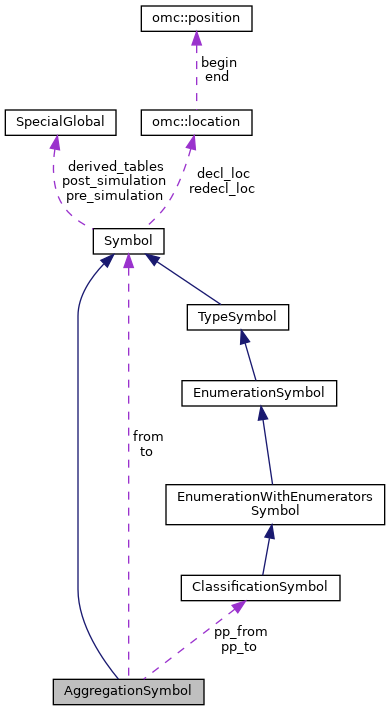 omc::position
begin
end
SpecialGlobal
omc::location
derived_tables
post_simulation
pre_simulation
decl_loc
redecl_loc
Symbol
TypeSymbol
EnumerationSymbol
from
to
EnumerationWithEnumerators
Symbol
ClassificationSymbol
pp_from
pp_to
AggregationSymbol